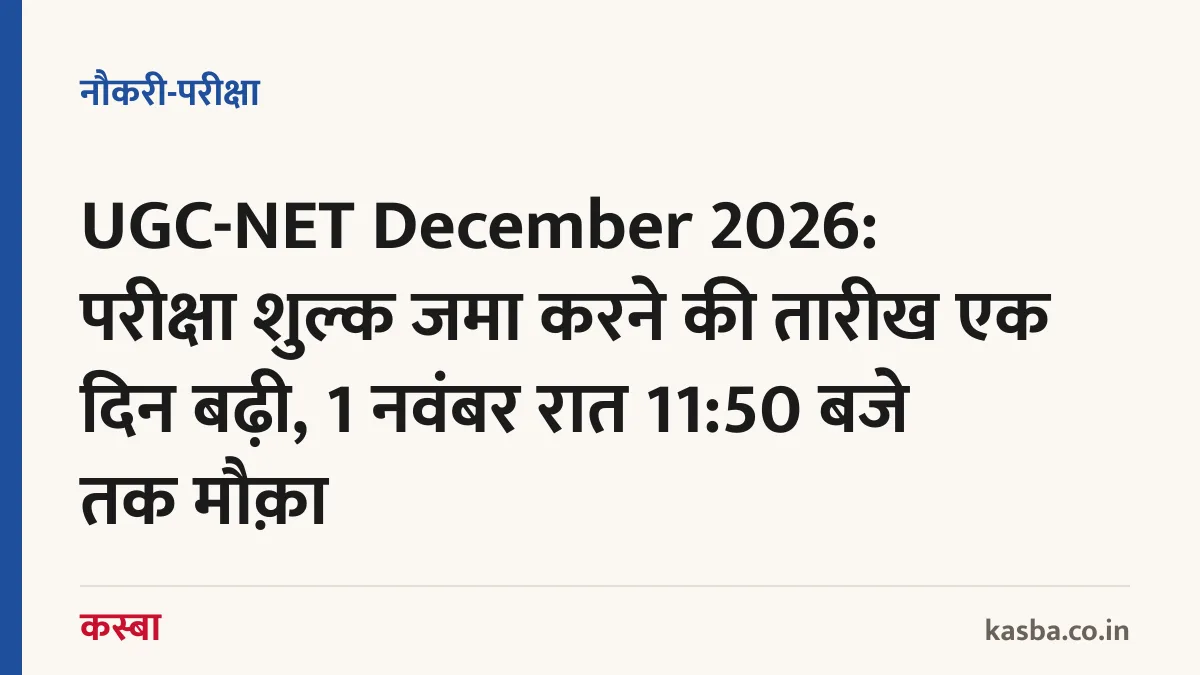 नौकरी-परीक्षा
UGC-NET December 2026:
परीक्षा शुल्क जमा करने की तारीख एक
दिन बढ़ी, 1 नवंबर रात 11:50 बजे
तक मौक़ा
कस्बा
kasba.co.in